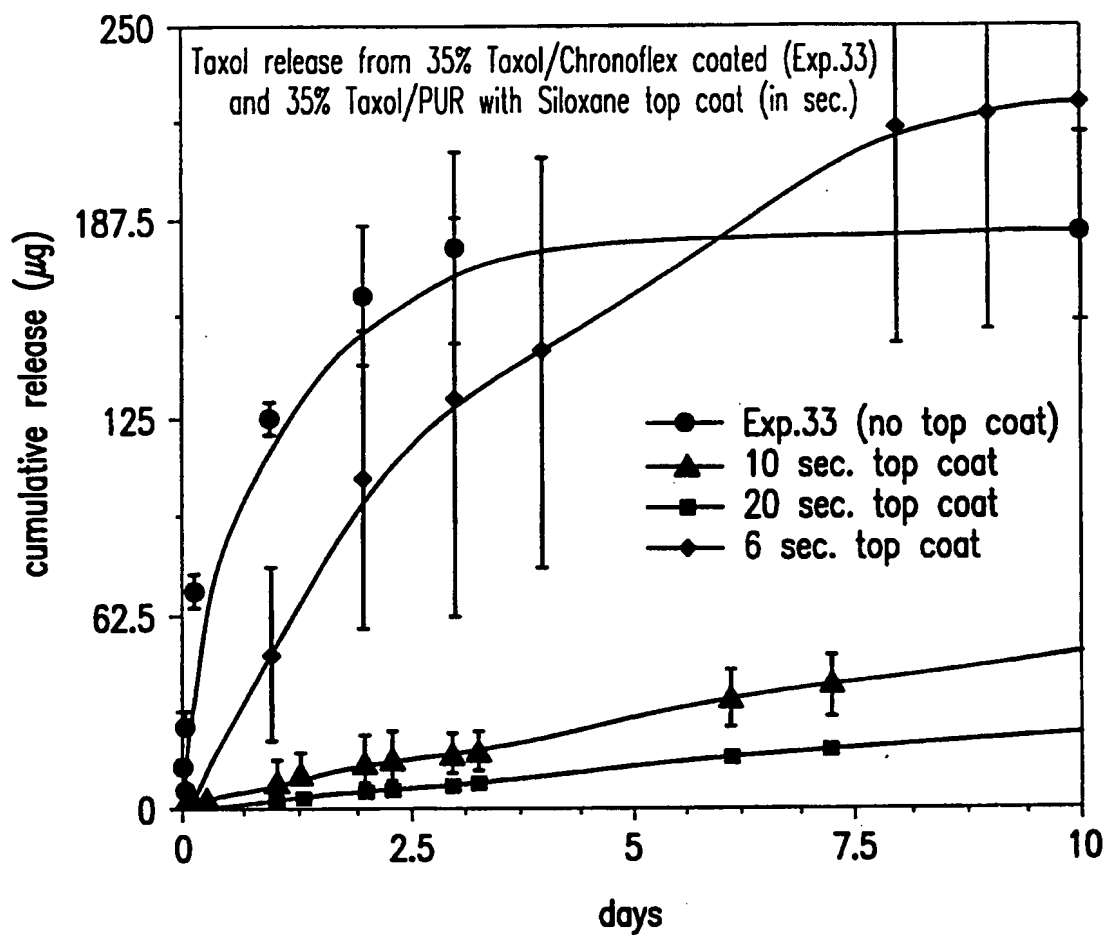 Taxol release from 35% Taxol/Chronoflex coated (Exp.33)
and 35% Taxol/PUR with Siloxane top coat (in sec.)
cumulative release (μg)
250
187.5
125
62.5
0
Exp.33 (no top coat)
10 sec. top coat
20 sec. top coat
6 sec. top coat
0
2.5
5
7.5
10
days